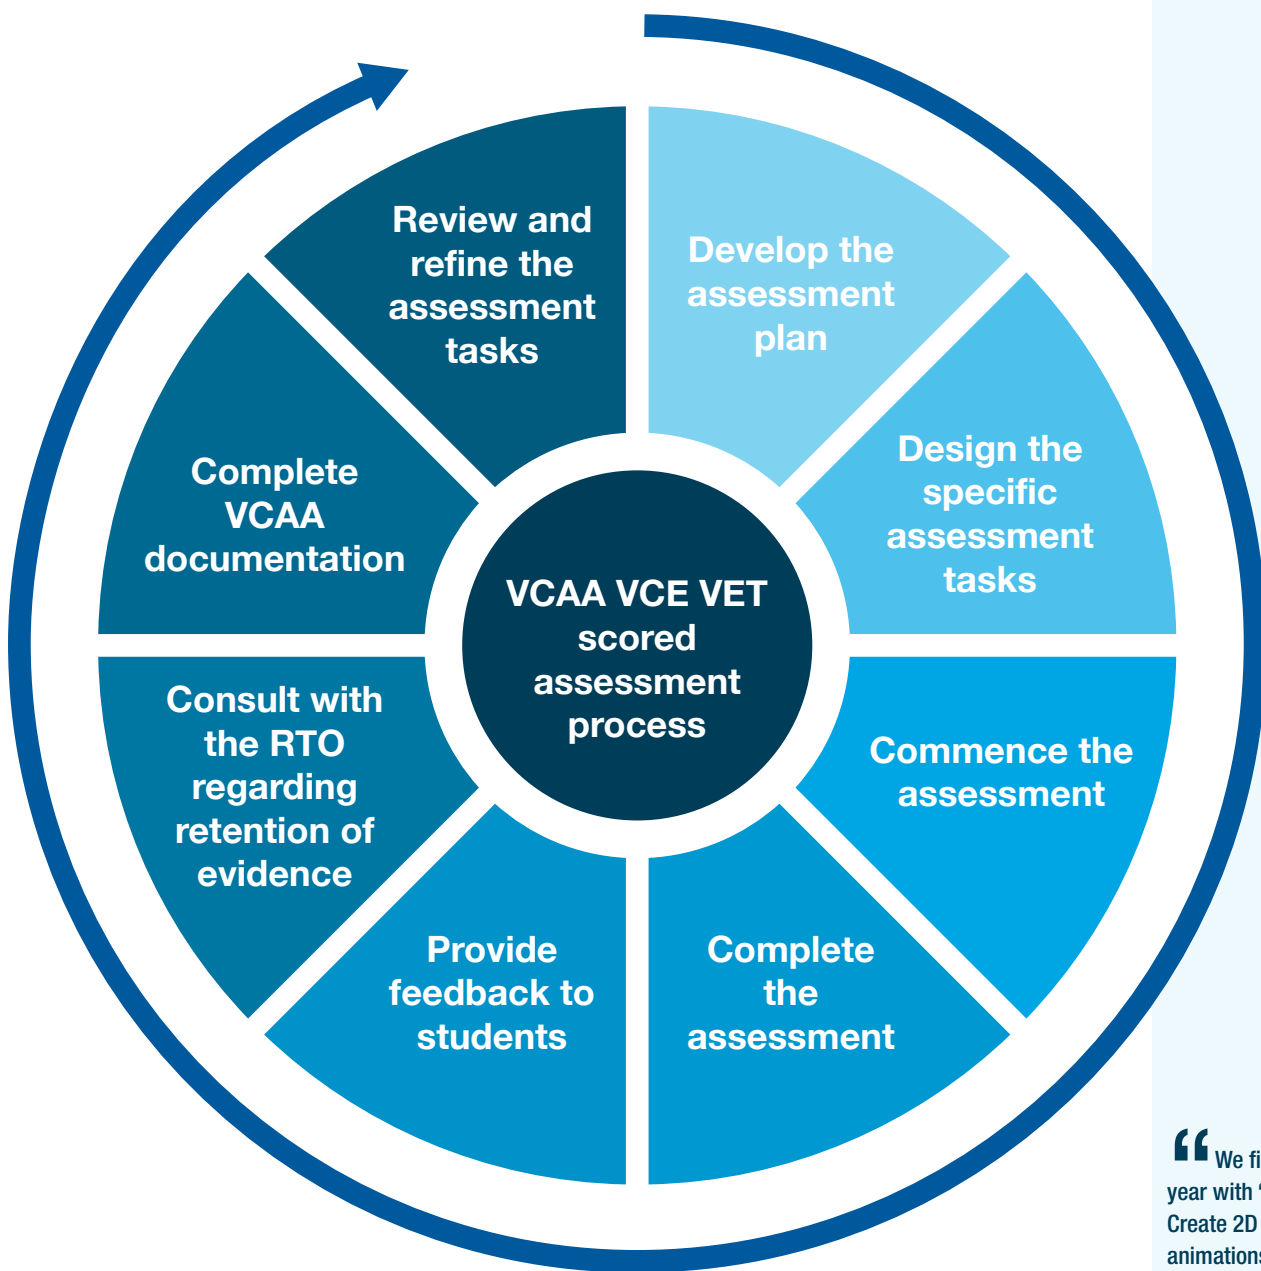 Review and
refine the
assessment
tasks
Develop the
assessment
plan
Design the
specific
assessment
tasks
Commence the
assessment
Complete
the
assessment
Provide
feedback to
students
Consult with
the RTO
regarding
retention of
evidence
Complete
VCAA
documentation
VCAA VCE VET
scored
assessment
process
“ We
year with ‘
Create 2D
animations